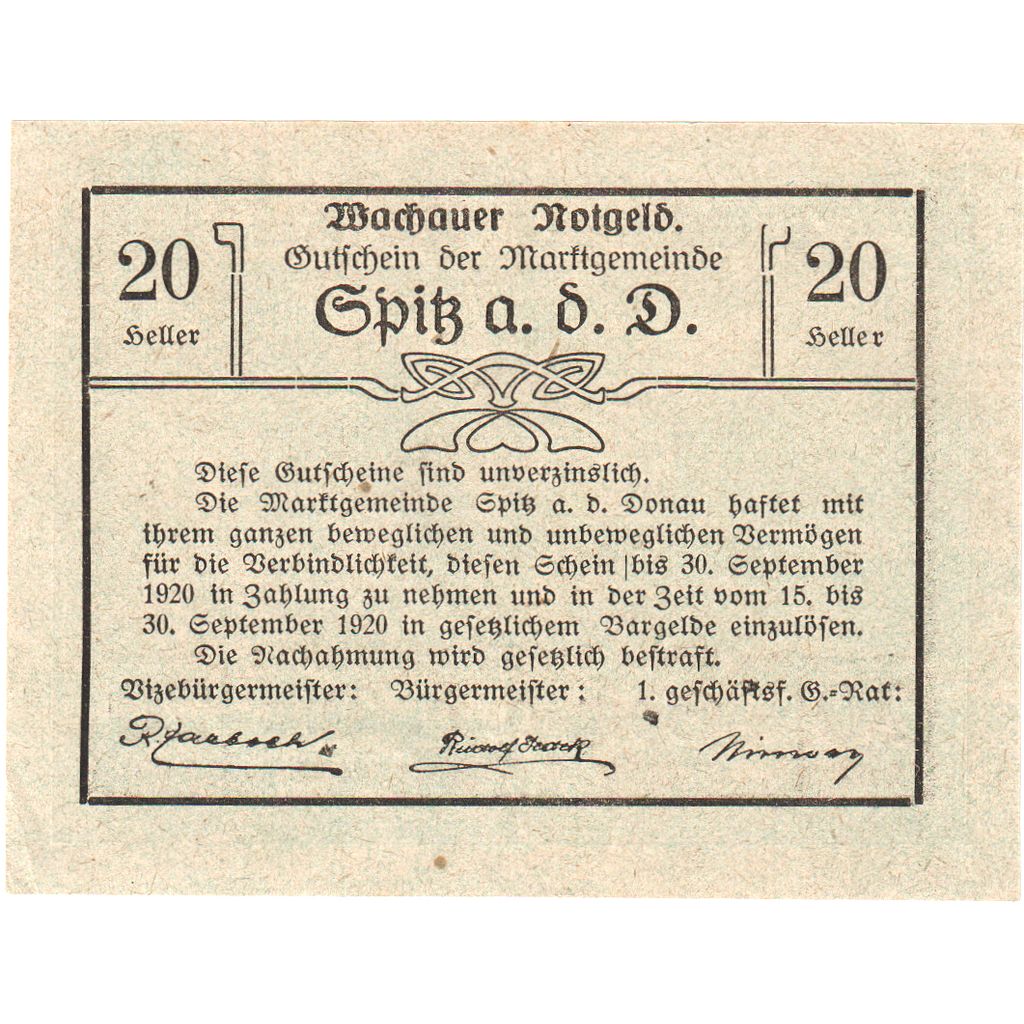 Wachauer Notgeld.
20 Heller
Gutschein der Marktgemeinde
20 Heller
Spitz a. d. D.
Diese Gutscheine sind unverzinslich.
Die Marktgemeinde Spitz a. d. Donau haftet mit
ihrem ganzen beweglichen und unbeweglichen Vermögen
für die Verbindlichkeit, diesen Schein bis 30. September
1920 in Zahlung zu nehmen und in der Zeit vom 15. bis
30. September 1920 in gesetzlichem Bargelde einzulösen.
Die Nachahmung wird gesetzlich bestraft.
Vizebürgermeister: Bürgermeister: 1. geschäftsf. G.-Rat:
Rudolf